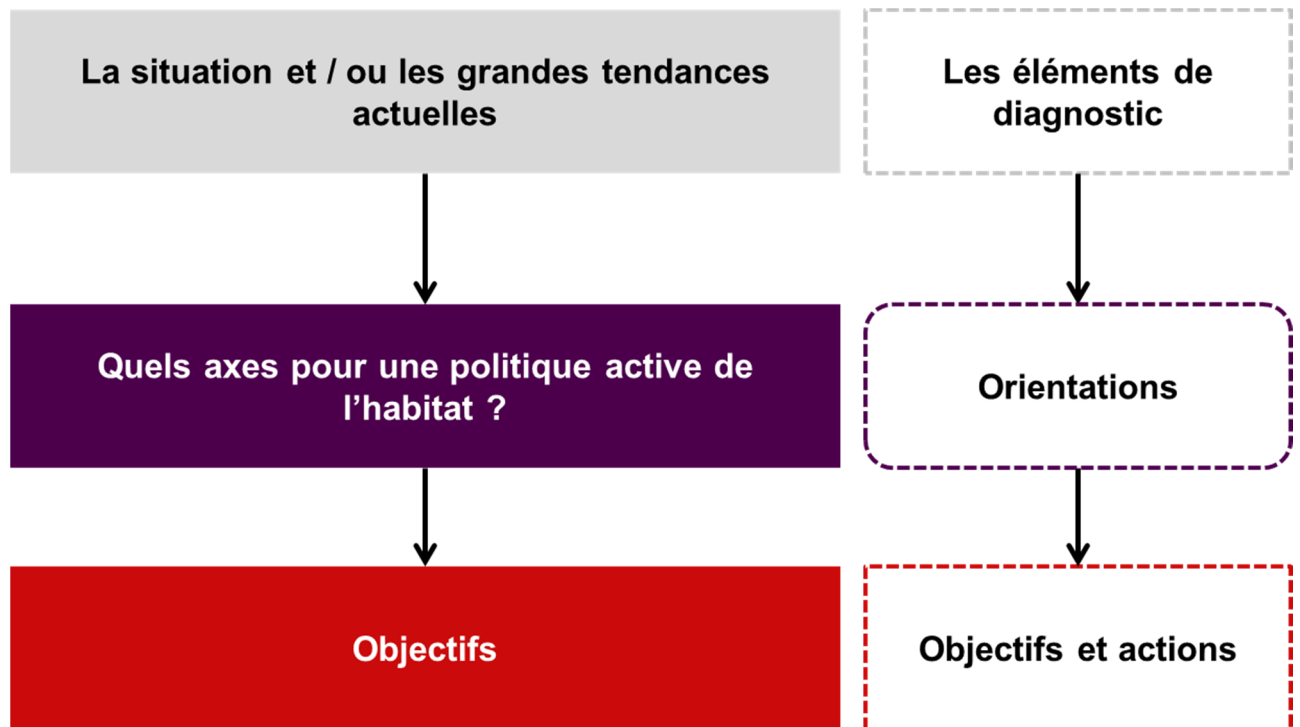 La situation et / ou les grandes tendances
actuelles
Les éléments de
diagnostic
Quels axes pour une politique active de
l’habitat ?
Orientations
Objectifs
Objectifs et actions